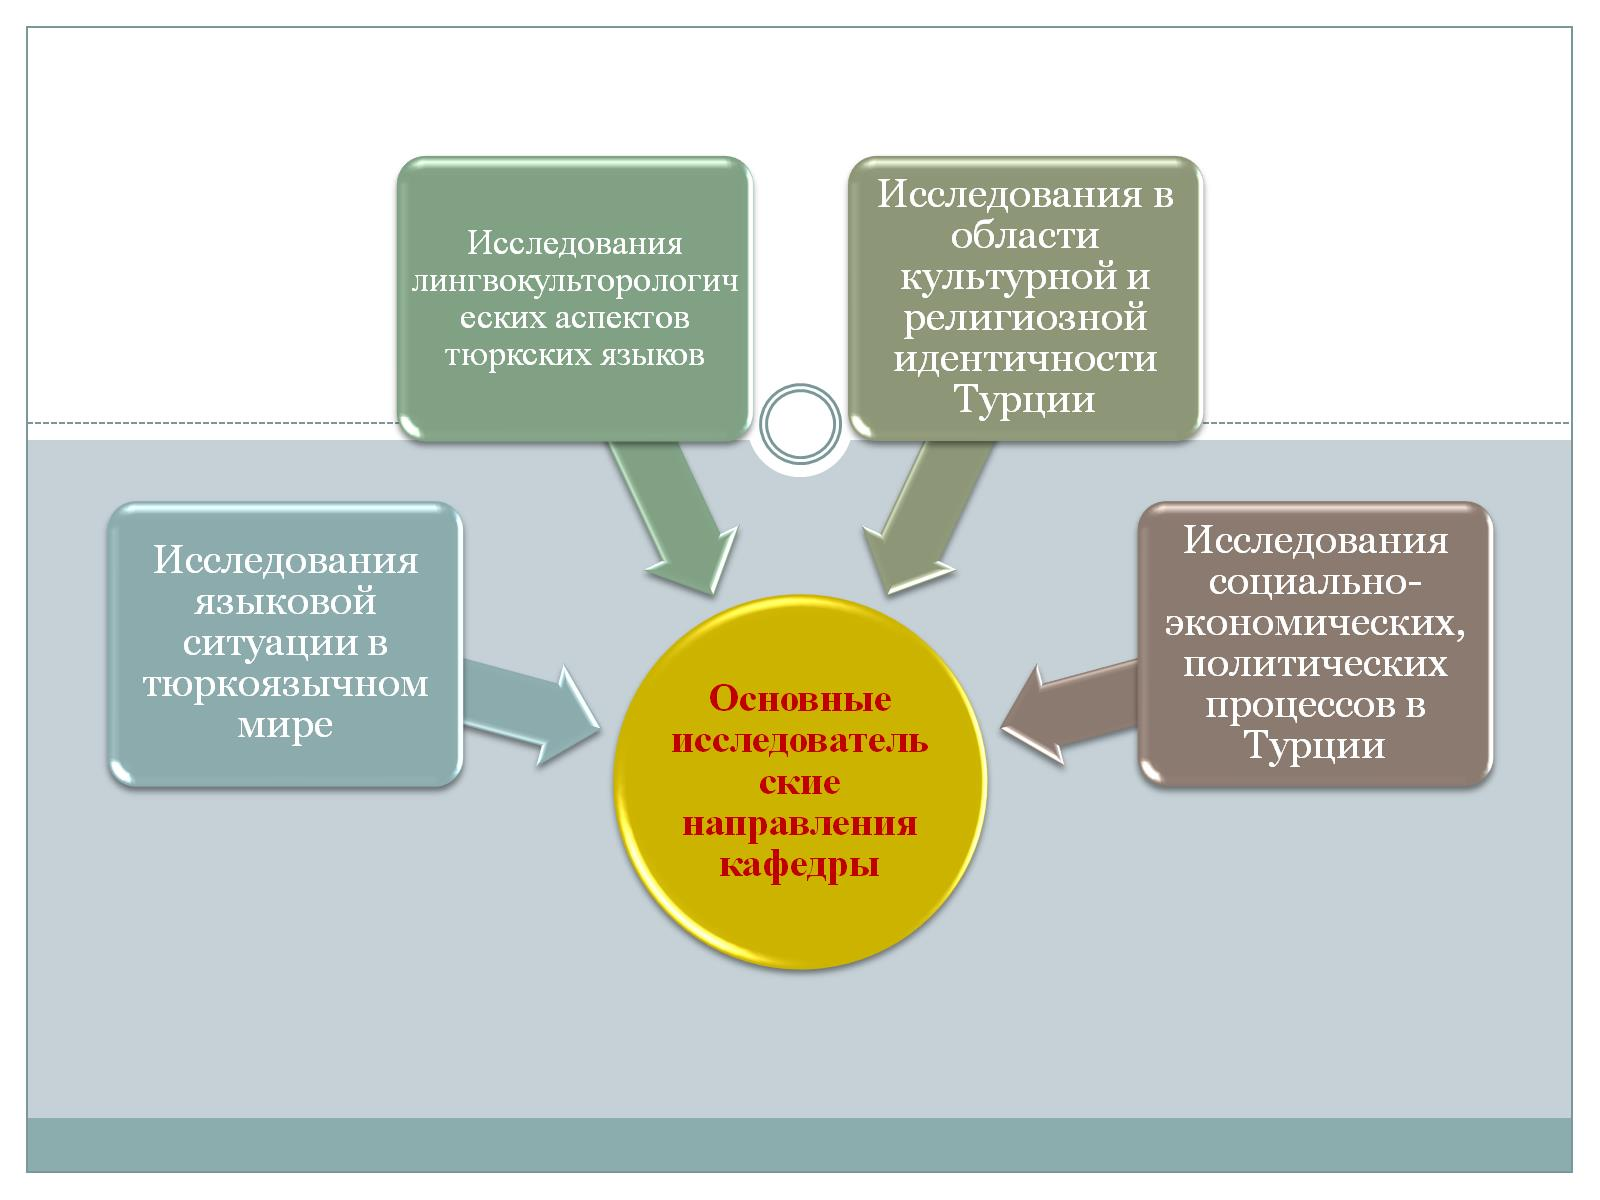 Исследования
лингвокульторологич
еских аспектов
тюркских языков
Исследования в
области
культурной и
религиозной
идентичности
Турции
Исследования
языковой
ситуации в
тюркоязычном
мире
Исследования
социально-
экономических,
политических
процессов в
Турции
Основные
исследователь
ские
направления
кафедры